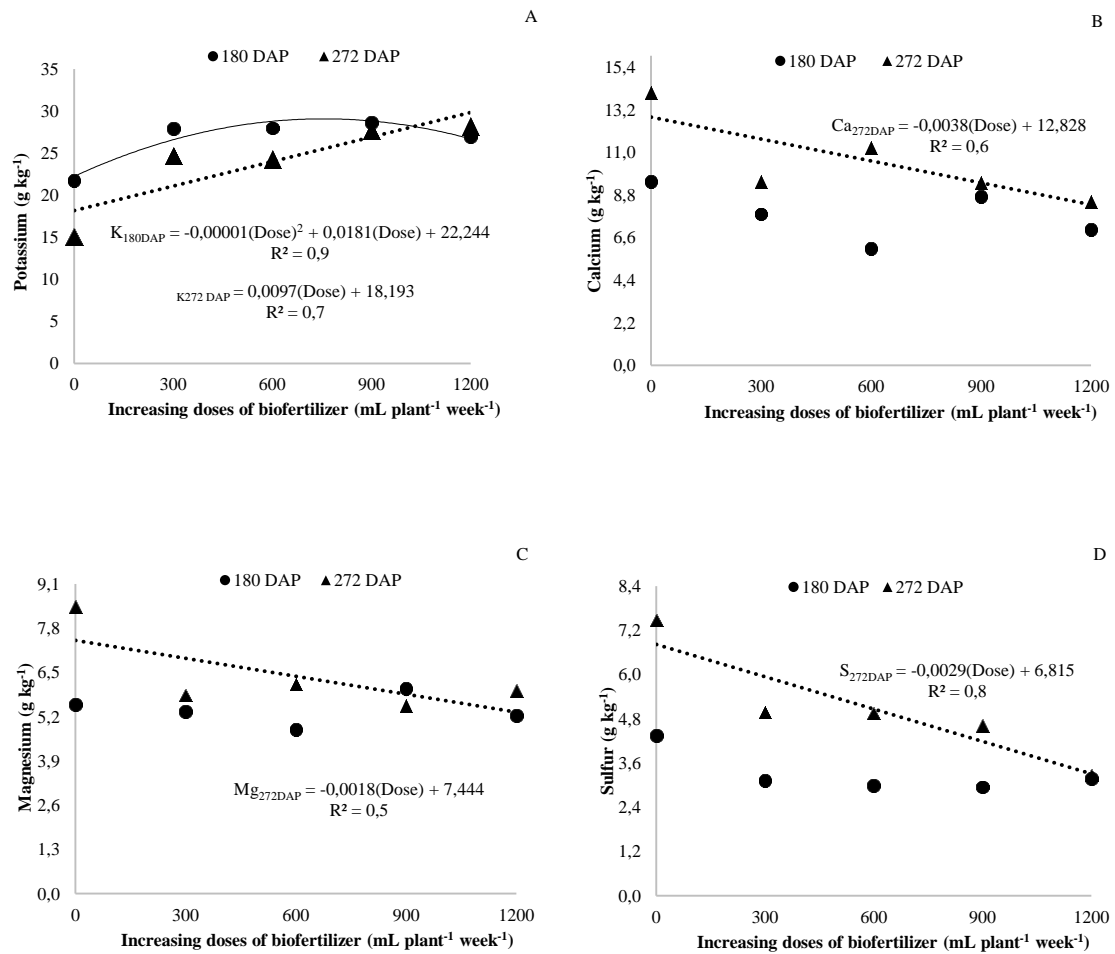 A
180 DAP 272 DAP
35
30
25
20
15
10
5
0
Potassium (g kg⁻¹)
K₁₈₀DAP = -0,00001(Dose)² + 0,0181(Dose) + 22,244
R² = 0,9
K272 DAP = 0,0097(Dose) + 18,193
R² = 0,7
0 300 600 900 1200
Increasing doses of biofertilizer (mL plant⁻¹ week⁻¹)
B
180 DAP 272 DAP
15,4
13,2
11,0
8,8
6,6
4,4
2,2
0,0
Calcium (g kg⁻¹)
Ca₂₇₂DAP = -0,0038(Dose) + 12,828
R² = 0,6
0 300 600 900 1200
Increasing doses of biofertilizer (mL plant⁻¹ week⁻¹)
C
180 DAP 272 DAP
9,1
7,8
6,5
5,2
3,9
2,6
1,3
0,0
Magnesium (g kg⁻¹)
Mg₂₇₂DAP = -0,0018(Dose) + 7,444
R² = 0,5
0 300 600 900 1200
Increasing doses of biofertilizer (mL plant⁻¹ week⁻¹)
D
180 DAP 272 DAP
8,4
7,2
6,0
4,8
3,6
2,4
1,2
0,0
Sulfur (g kg⁻¹)
S₂₇₂DAP = -0,0029(Dose) + 6,815
R² = 0,8
0 300 600 900 1200
Increasing doses of biofertilizer (mL plant⁻¹ week⁻¹)